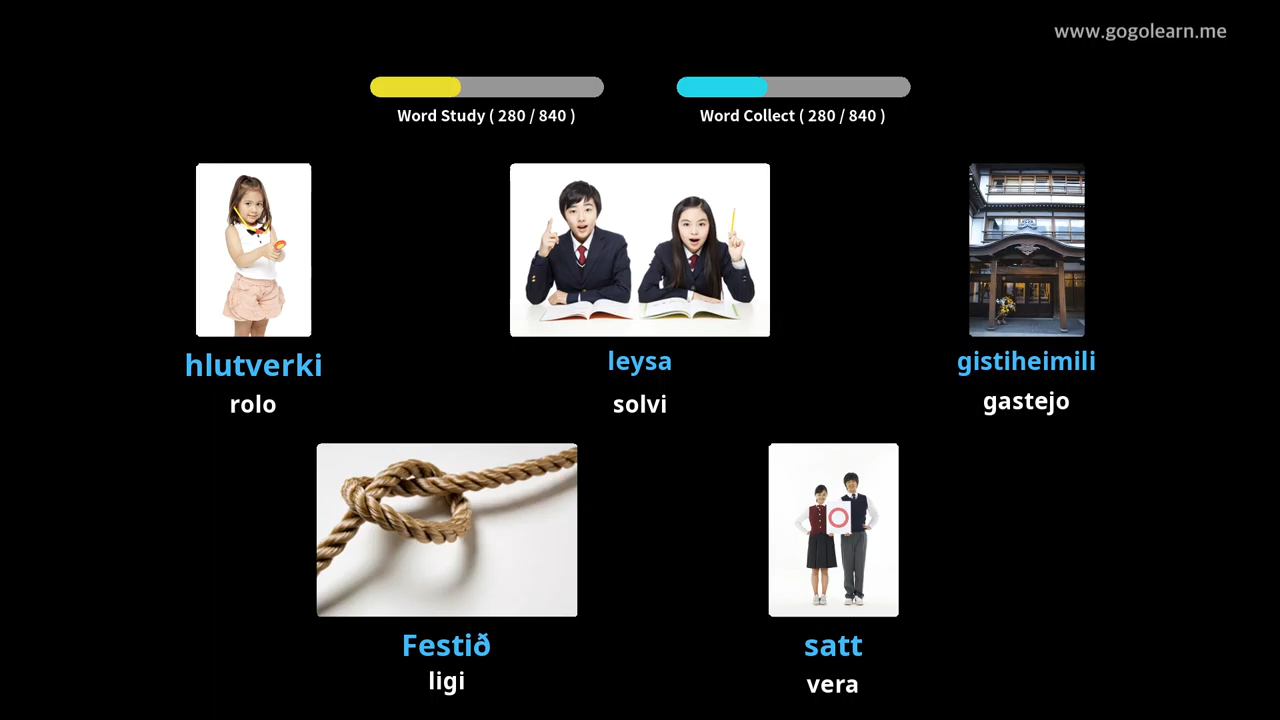 www.gogolearn.me
Word Study ( 280 / 840 )
Word Collect ( 280 / 840 )
hlutverki
rolo
leysa
solvi
gistiheimili
gastejo
Festið
ligi
satt
vera